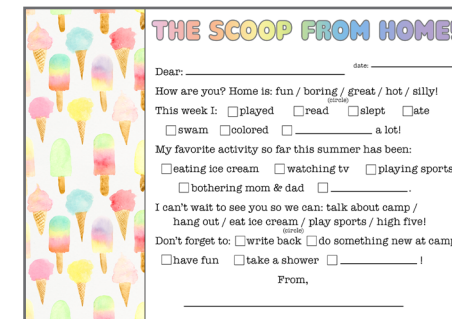 THE SCOOP FROM HOME!
date:
Dear:
How are you? Home is: fun / boring / great / hot / silly!
(circle)
This week I: played read slept ate
swam colored a lot!
My favorite activity so far this summer has been:
eating ice cream watching tv playing sports
bothering mom & dad .
I can't wait to see you so we can: talk about camp /
hang out / eat ice cream / play sports / high five!
(circle)
Don't forget to: write back do something new at camp
have fun take a shower !
From,